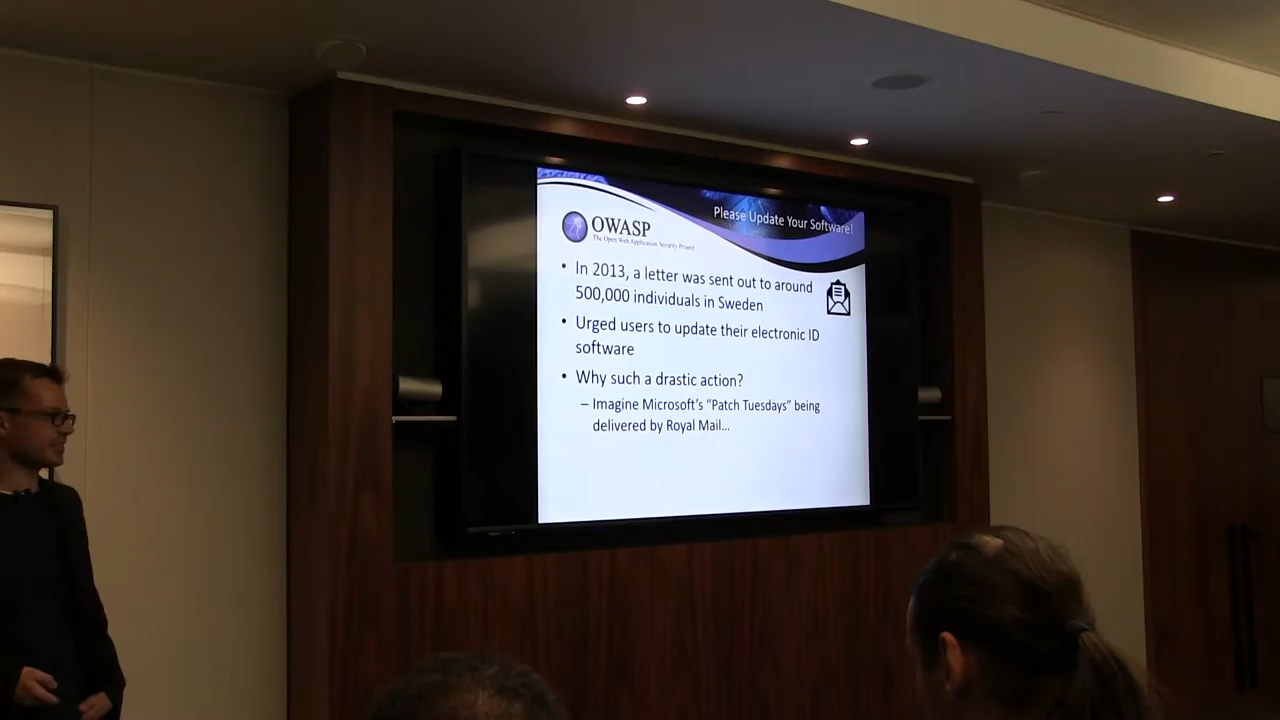 Please Update Your Software!
OWASP
The Open Web Application Security Project
• In 2013, a letter was sent out to around
500,000 individuals in Sweden
• Urged users to update their electronic ID
software
• Why such a drastic action?
– Imagine Microsoft's "Patch Tuesdays" being
delivered by Royal Mail…